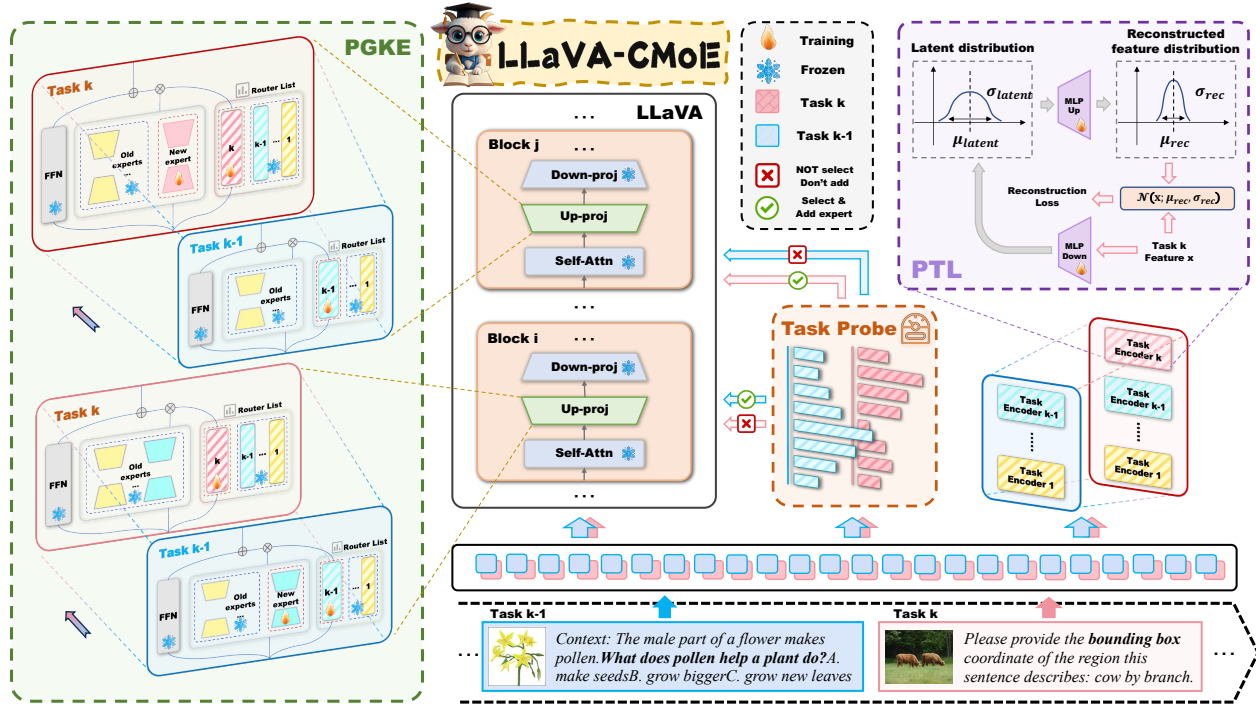 PGKE
Task k
Router List
FFN
Old
experts
...
New
expert
k
k-1
...
1
Task k-1
Router List
FFN
Old
experts
...
k-1
...
1
Task k
Router List
FFN
Old
experts
...
k
k-1
...
1
Task k-1
Router List
FFN
Old
experts
...
New
expert
k-1
...
1
LLaVA-CMoE
LLaVA
...
Block j
...
Down-proj
Up-proj
Self-Attn
...
...
Block i
...
Down-proj
Up-proj
Self-Attn
...
Training
Frozen
Task k
Task k-1
NOT select
Don't add
Select &
Add expert
Task Probe
Latent distribution
Reconstructed
feature distribution
σlatent
μlatent
MLP
Up
σrec
μrec
Reconstruction
Loss
N(x; μrec, σrec)
MLP
Down
Task k
Feature x
PTL
Task
Encoder k-1
Task
Encoder 1
Task
Encoder k
Task
Encoder k-1
Task
Encoder 1
Task k-1
...
Context: The male part of a flower makes
pollen.What does pollen help a plant do?A.
make seedsB. grow biggerC. grow new leaves
Task k
Please provide the bounding box
coordinate of the region this
sentence describes: cow by branch.
...